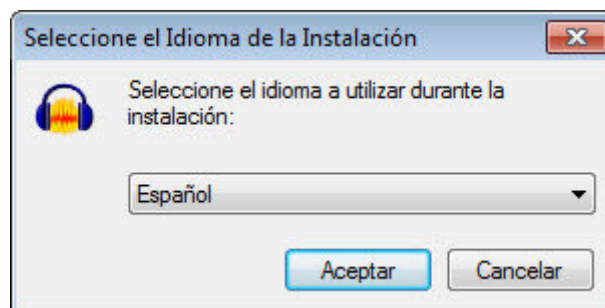 Seleccione el Idioma de la Instalación
Seleccione el idioma a utilizar durante la
instalación:
Español
Aceptar
Cancelar